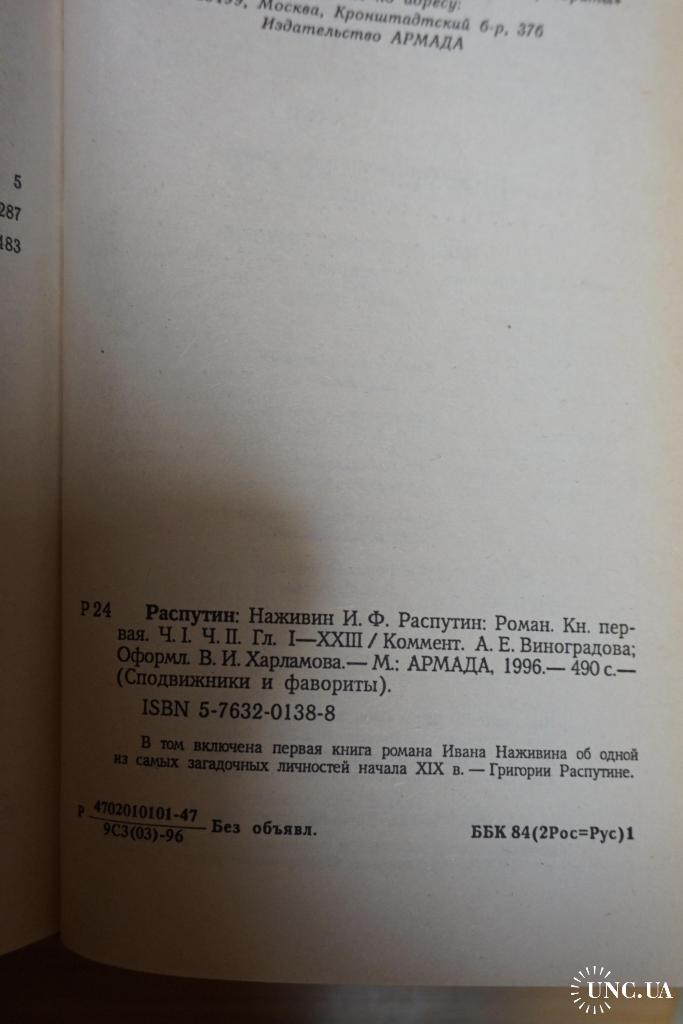 адресу:
Москва, Кронштадтский б-р, 37б
Издательство АРМАДА
5
287
483
Р24 Распутин: Наживин И. Ф. Распутин: Роман. Кн. пер-
вая. Ч. I. Ч. II. Гл. I—XXIII / Коммент. А. Е. Виноградова;
Оформл. В. И. Харламова.— М.: АРМАДА, 1996.— 490 с.—
(Сподвижники и фавориты).
ISBN 5-7632-0138-8
В том включена первая книга романа Ивана Наживина об одной
из самых загадочных личностей начала XIX в. — Григории Распутине.
Р 4702010101-47
9С3(03)-96 Без объявл. ББК 84(2Рос=Рус)1
UNC.UA